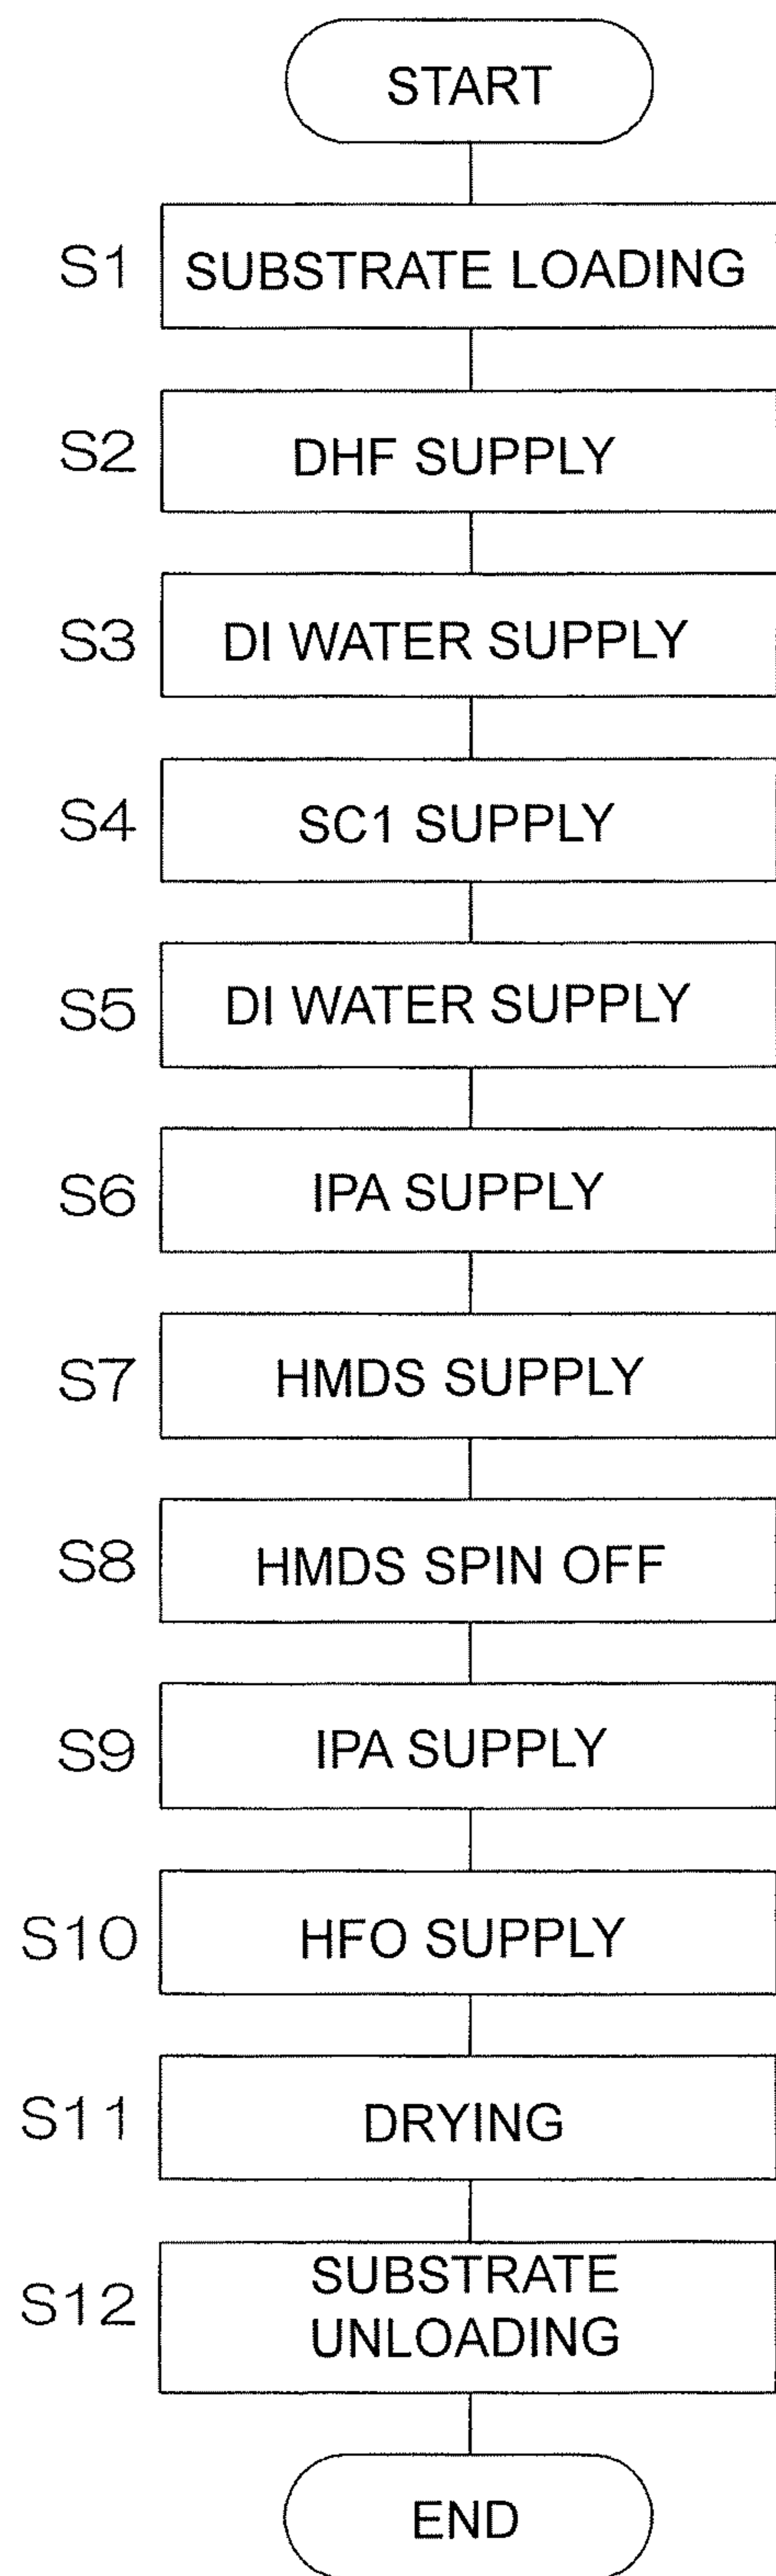 START
S1 SUBSTRATE LOADING
S2 DHF SUPPLY
S3 DI WATER SUPPLY
S4 SC1 SUPPLY
S5 DI WATER SUPPLY
S6 IPA SUPPLY
S7 HMDS SUPPLY
S8 HMDS SPIN OFF
S9 IPA SUPPLY
S10 HFO SUPPLY
S11 DRYING
S12 SUBSTRATE
UNLOADING
END